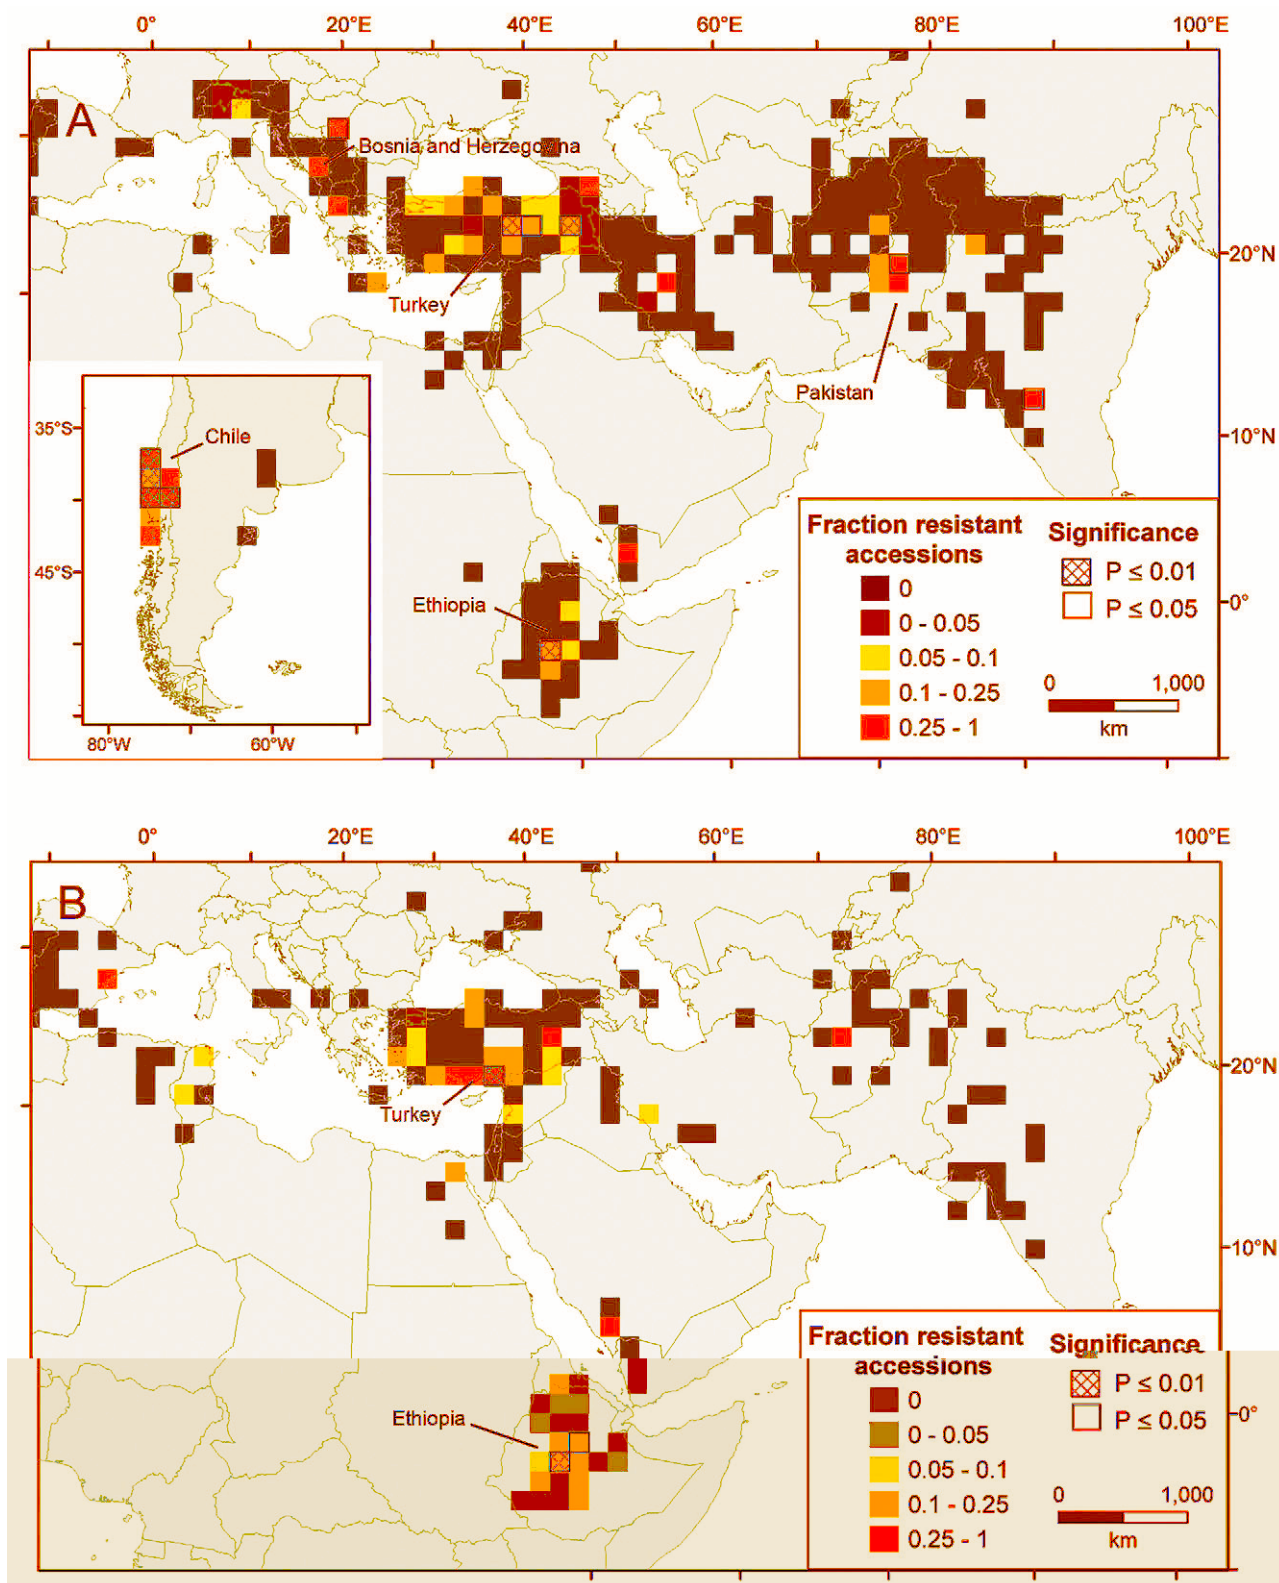 0° 20°E 40°E 60°E 80°E 100°E
A
Bosnia and Herzegovina
20°N
Turkey
Pakistan
Chile
35°S
10°N
Fraction resistant
accessions
0
0 - 0.05
0.05 - 0.1
0.1 - 0.25
0.25 - 1
Significance
P ≤ 0.01
P ≤ 0.05
0 1,000
km
45°S
Ethiopia
0°
80°W 60°W
0° 20°E 40°E 60°E 80°E 100°E
B
20°N
Turkey
10°N
Fraction resistant
accessions
0
0 - 0.05
0.05 - 0.1
0.1 - 0.25
0.25 - 1
Significance
P ≤ 0.01
P ≤ 0.05
0 1,000
km
Ethiopia
0°